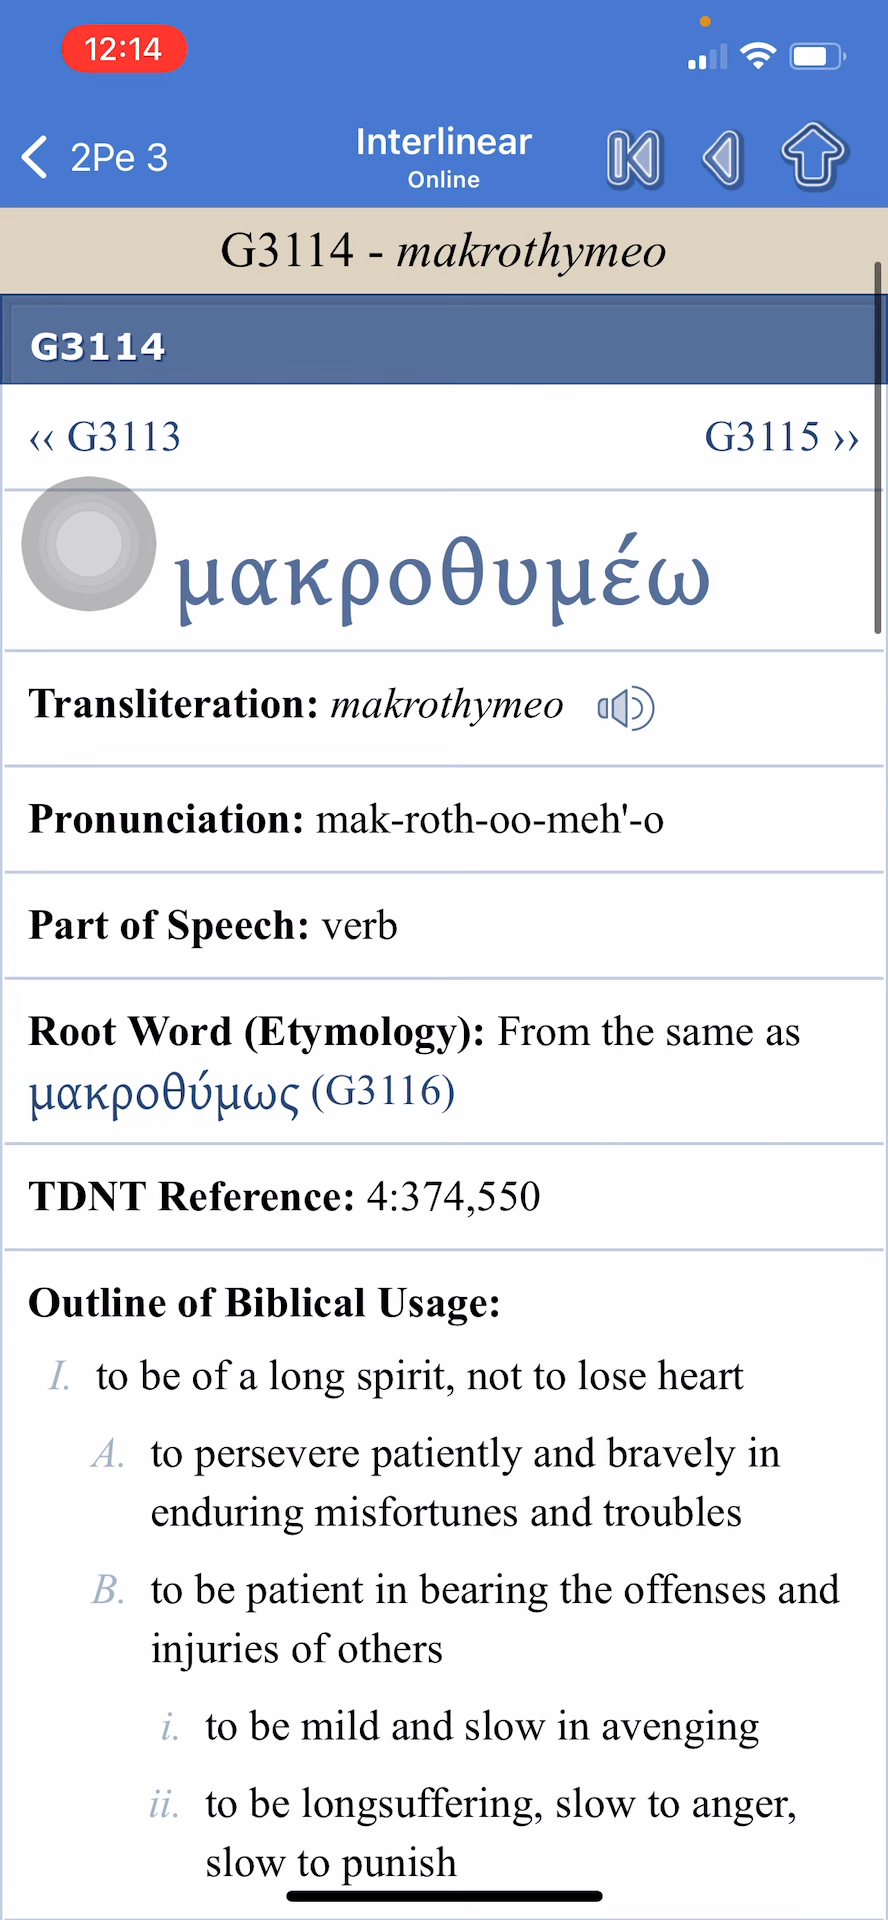 12:14
2Pe 3
Interlinear
Online
G3114 - makrothymeo
G3114
‹‹ G3113
G3115 ››
μακροθυμέω
Transliteration: makrothymeo
Pronunciation: mak-roth-oo-meh'-o
Part of Speech: verb
Root Word (Etymology): From the same as
μακροθύμως (G3116)
TDNT Reference: 4:374,550
Outline of Biblical Usage:
I. to be of a long spirit, not to lose heart
A. to persevere patiently and bravely in
enduring misfortunes and troubles
B. to be patient in bearing the offenses and
injuries of others
i. to be mild and slow in avenging
ii. to be longsuffering, slow to anger,
slow to punish